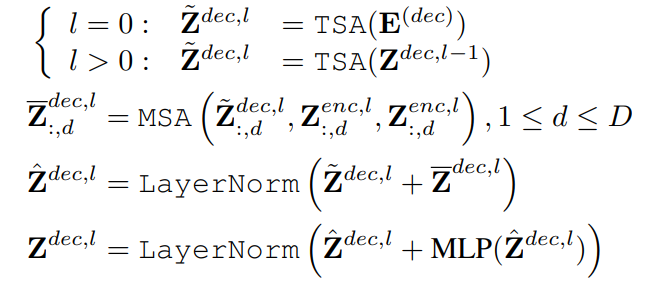 l = 0 : Z̃^{dec,l} = TSA(E^{(dec)})
l > 0 : Z̃^{dec,l} = TSA(Z^{dec,l−1})
Z̅^{dec,l}_{:,d} = MSA(Z̃^{dec,l}_{:,d}, Z^{enc,l}_{:,d}, Z^{enc,l}_{:,d}), 1 ≤ d ≤ D
Ẑ^{dec,l} = LayerNorm(Z̃^{dec,l} + Z̅^{dec,l})
Z^{dec,l} = LayerNorm(Ẑ^{dec,l} + MLP(Ẑ^{dec,l}))